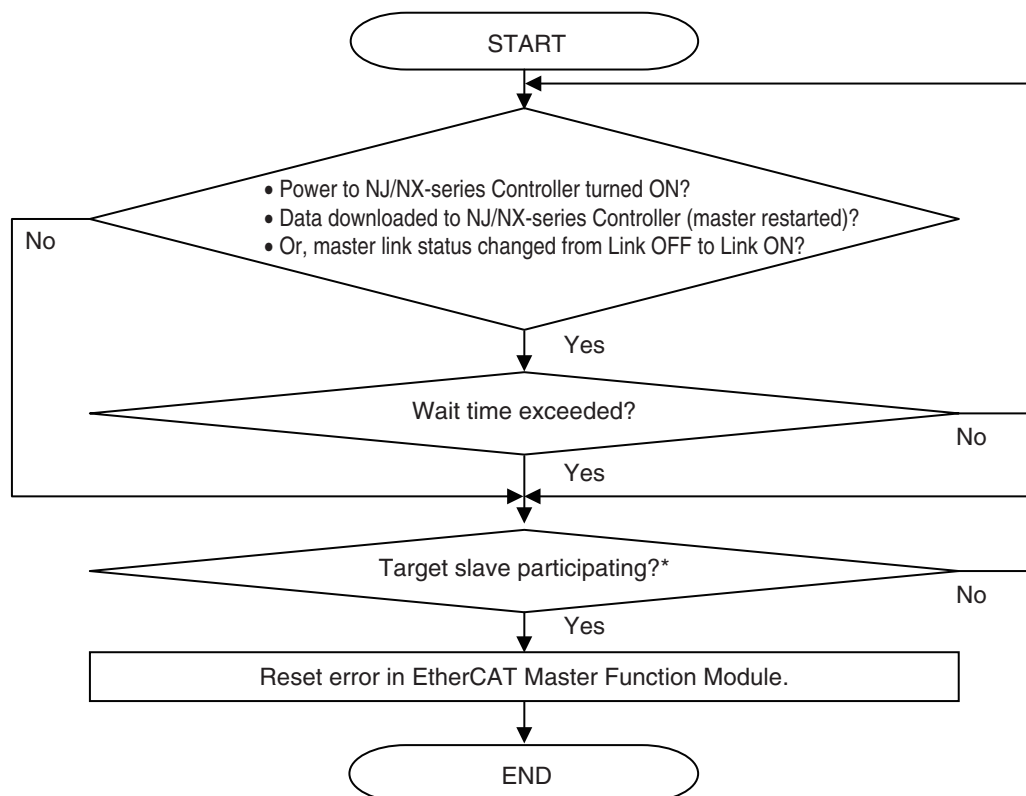 START
• Power to NJ/NX-series Controller turned ON?
• Data downloaded to NJ/NX-series Controller (master restarted)?
• Or, master link status changed from Link OFF to Link ON?
No
Yes
Wait time exceeded?
No
Yes
Target slave participating?*
No
Yes
Reset error in EtherCAT Master Function Module.
END